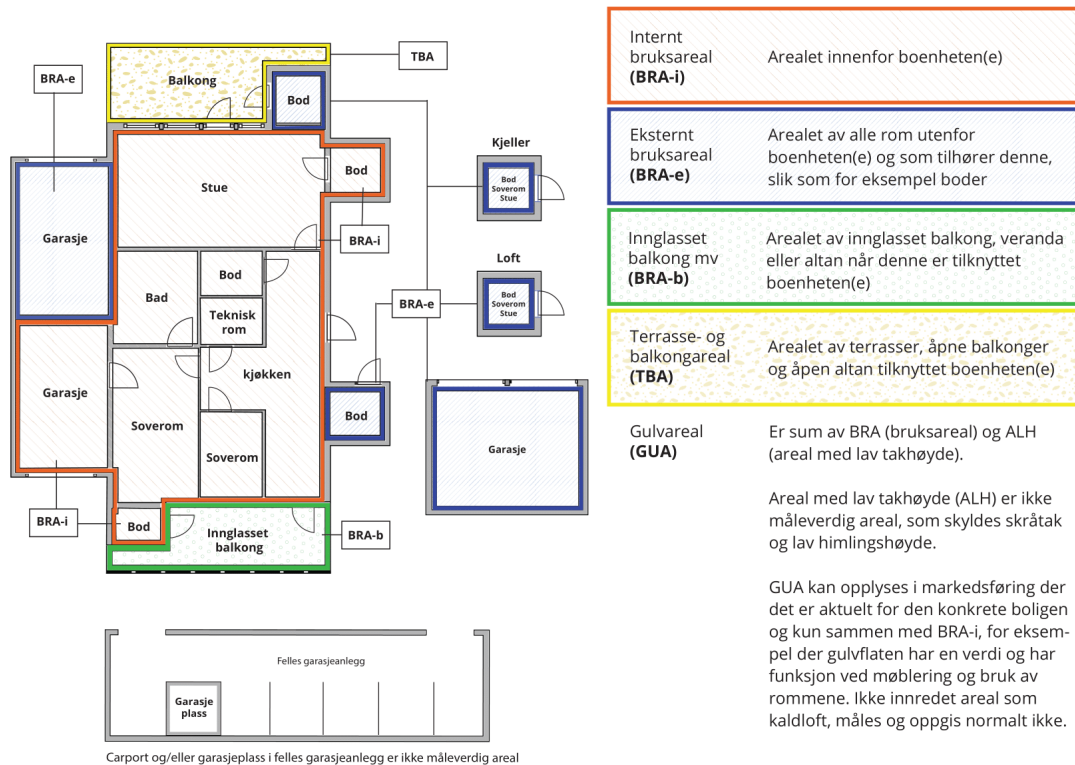 TBA
BRA-e
Balkong
Bod
Kjeller
Stue
Bod
Bod
Soverom
Stue
Garasje
BRA-i
Loft
Bod
Bad
Teknisk
rom
BRA-e
Bod
Soverom
Stue
Garasje
kjøkken
Soverom
Bod
Soverom
Garasje
BRA-i
Bod
Innglasset
balkong
BRA-b
Felles garasjeanlegg
Garasje
plass
Carport og/eller garasjeplass i felles garasjeanlegg er ikke måleverdig areal
Internt
bruksareal
(BRA-i)
Arealet innenfor boenheten(e)
Eksternt
bruksareal
(BRA-e)
Arealet av alle rom utenfor
boenheten(e) og som tilhører denne,
slik som for eksempel boder
Innglasset
balkong mv
(BRA-b)
Arealet av innglasset balkong, veranda
eller altan når denne er tilknyttet
boenheten(e)
Terrasse- og
balkongareal
(TBA)
Arealet av terrasser, åpne balkonger
og åpen altan tilknyttet boenheten(e)
Gulvareal
(GUA)
Er sum av BRA (bruksareal) og ALH
(areal med lav takhøyde).
Areal med lav takhøyde (ALH) er ikke
måleverdig areal, som skyldes skråtak
og lav himlingshøyde.
GUA kan opplyses i markedsføring der
det er aktuelt for den konkrete boligen
og kun sammen med BRA-i, for eksem-
pel der gulvflaten har en verdi og har
funksjon ved møblering og bruk av
rommene. Ikke innredet areal som
kaldloft, måles og oppgis normalt ikke.